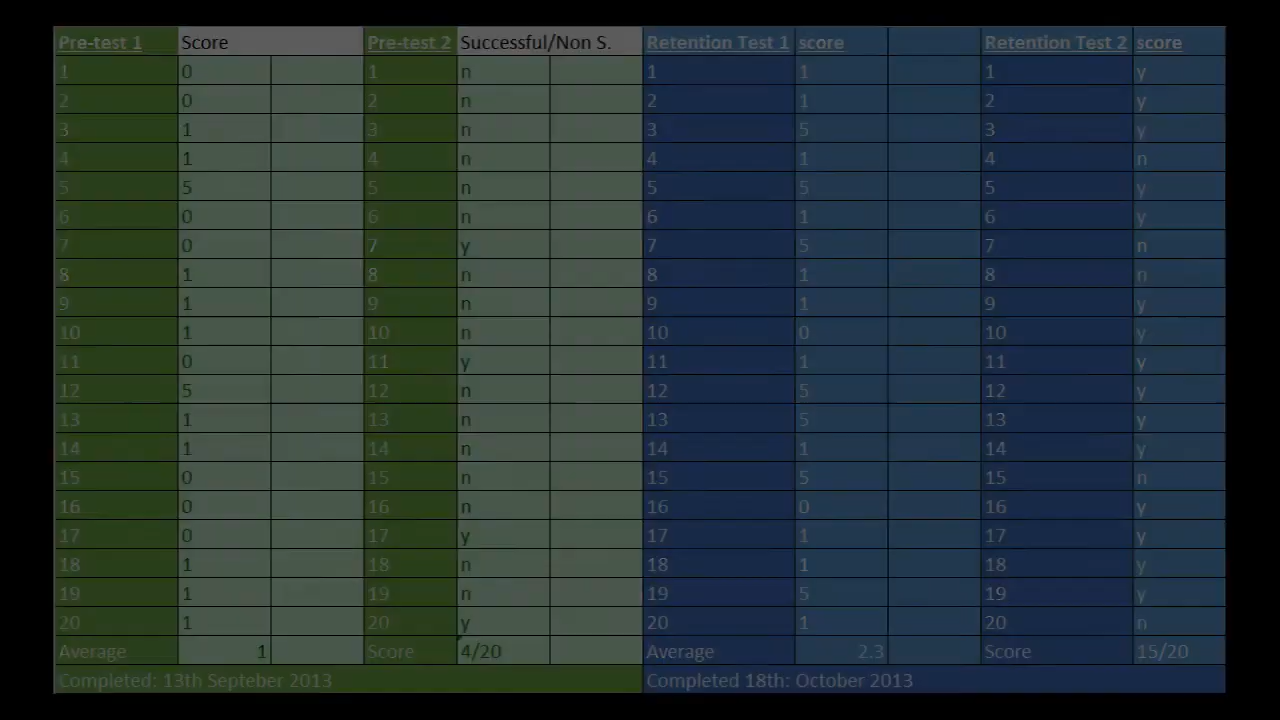 Pre-test 1 Score Pre-test 2 Successful/Non S. Retention Test 1 score Retention Test 2 score
1 0 1 n 1 1 1 y
2 0 2 n 2 1 2 y
3 1 3 n 3 5 3 y
4 1 4 n 4 1 4 n
5 5 5 n 5 5 5 y
6 0 6 n 6 1 6 y
7 0 7 y 7 5 7 n
8 1 8 n 8 1 8 n
9 1 9 n 9 1 9 y
10 1 10 n 10 0 10 y
11 0 11 y 11 1 11 y
12 5 12 n 12 5 12 y
13 1 13 n 13 5 13 y
14 1 14 n 14 1 14 y
15 0 15 n 15 5 15 n
16 0 16 n 16 0 16 y
17 0 17 y 17 1 17 y
18 1 18 n 18 1 18 y
19 1 19 n 19 5 19 y
20 1 20 y 20 1 20 n
Average 1 Score 4/20 Average 2.3 Score 15/20
Completed: 13th Septeber 2013 Completed 18th: October 2013